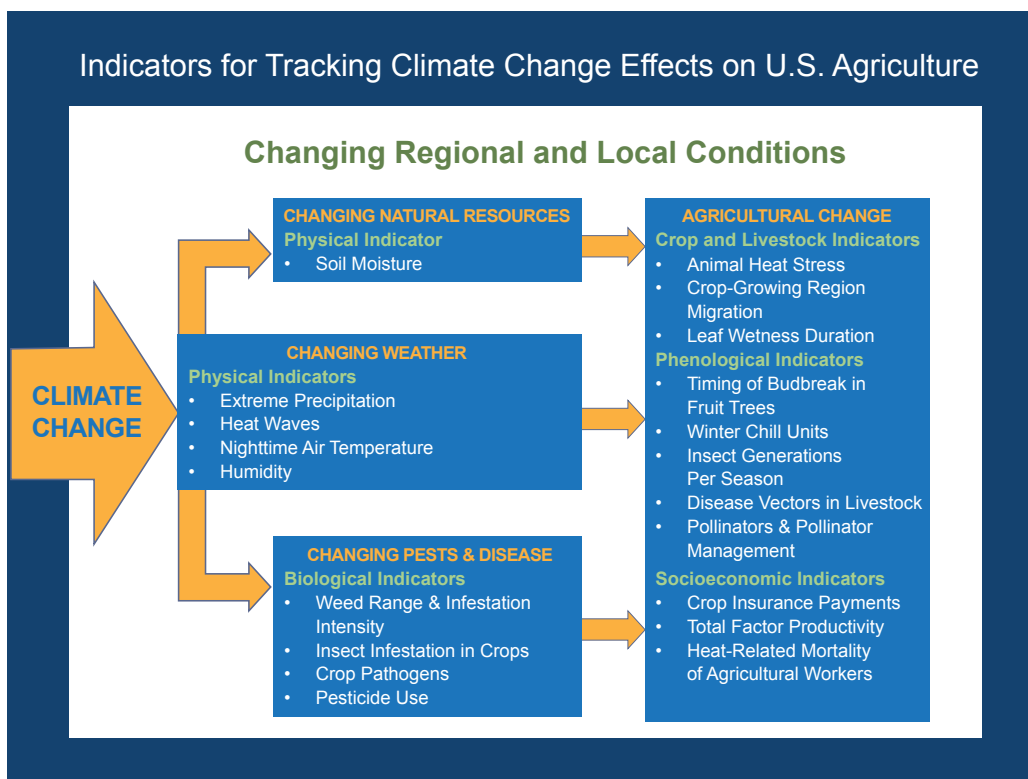 Indicators for Tracking Climate Change Effects on U.S. Agriculture
Changing Regional and Local Conditions
CLIMATE
CHANGE
CHANGING NATURAL RESOURCES
Physical Indicator
• Soil Moisture
CHANGING WEATHER
Physical Indicators
• Extreme Precipitation
• Heat Waves
• Nighttime Air Temperature
• Humidity
CHANGING PESTS & DISEASE
Biological Indicators
• Weed Range & Infestation
Intensity
• Insect Infestation in Crops
• Crop Pathogens
• Pesticide Use
AGRICULTURAL CHANGE
Crop and Livestock Indicators
• Animal Heat Stress
• Crop-Growing Region
Migration
• Leaf Wetness Duration
Phenological Indicators
• Timing of Budbreak in
Fruit Trees
• Winter Chill Units
• Insect Generations
Per Season
• Disease Vectors in Livestock
• Pollinators & Pollinator
Management
Socioeconomic Indicators
• Crop Insurance Payments
• Total Factor Productivity
• Heat-Related Mortality
of Agricultural Workers